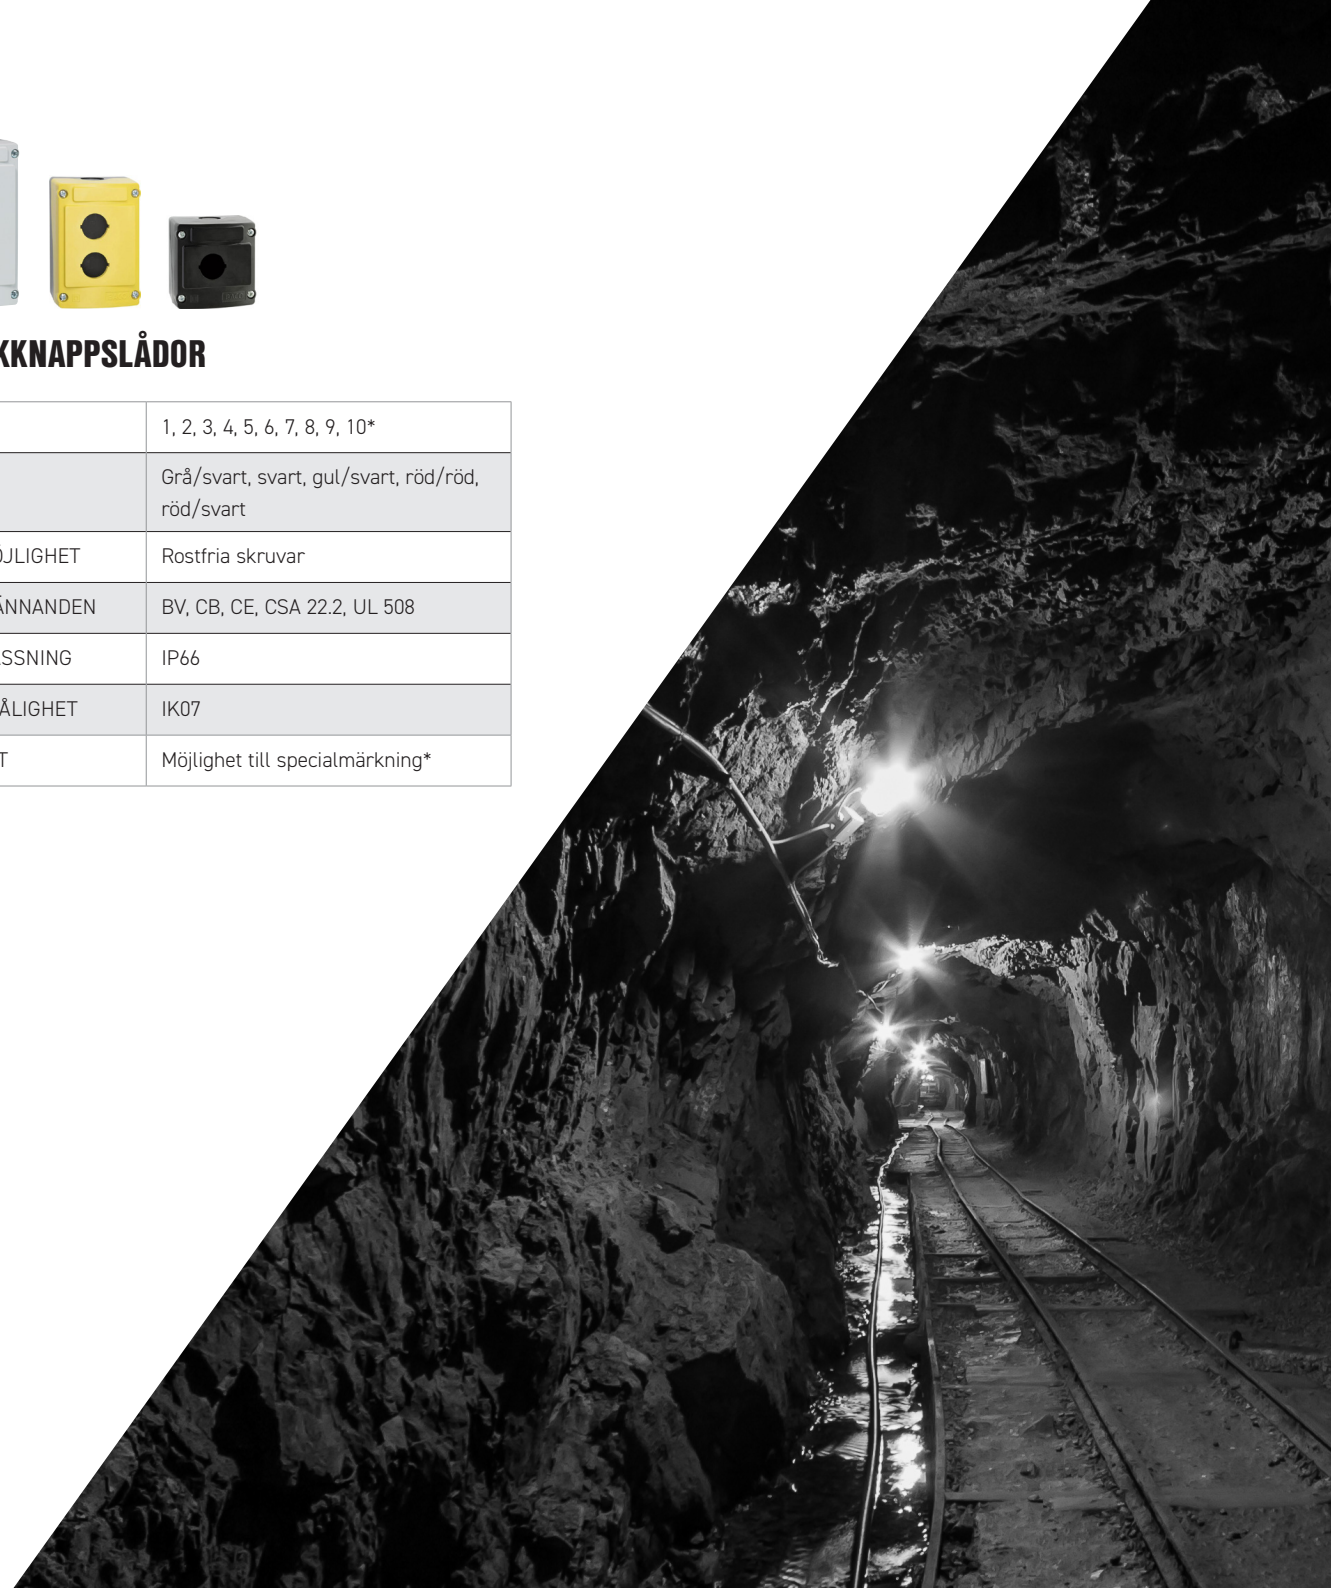 KKNAPPSLÅDOR
1, 2, 3, 4, 5, 6, 7, 8, 9, 10*
Grå/svart, svart, gul/svart, röd/röd,
röd/svart
ÖJLIGHET Rostfria skruvar
ÄNNANDEN BV, CB, CE, CSA 22.2, UL 508
SSNING IP66
ÅLIGHET IK07
T Möjlighet till specialmärkning*